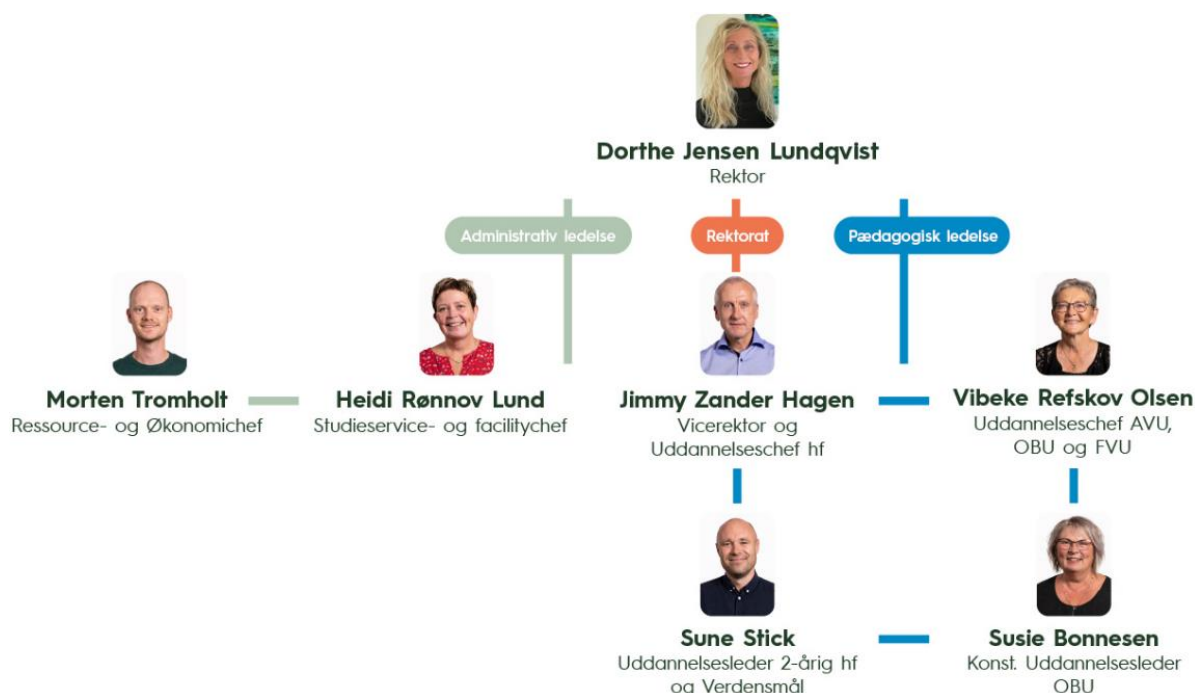 Dorthe Jensen Lundqvist
Rektor
Administrativ ledelse
Rektorat
Pædagogisk ledelse
Morten Tromholt
Ressource- og Økonomichef
Heidi Rønnov Lund
Studieservice- og facilitychef
Jimmy Zander Hagen
Vicerektor og
Uddannelseschef hf
Vibeke Refskov Olsen
Uddannelseschef AVU,
OBU og FVU
Sune Stick
Uddannelsesleder 2-årig hf
og Verdensmål
Susie Bonnesen
Konst. Uddannelsesleder
OBU